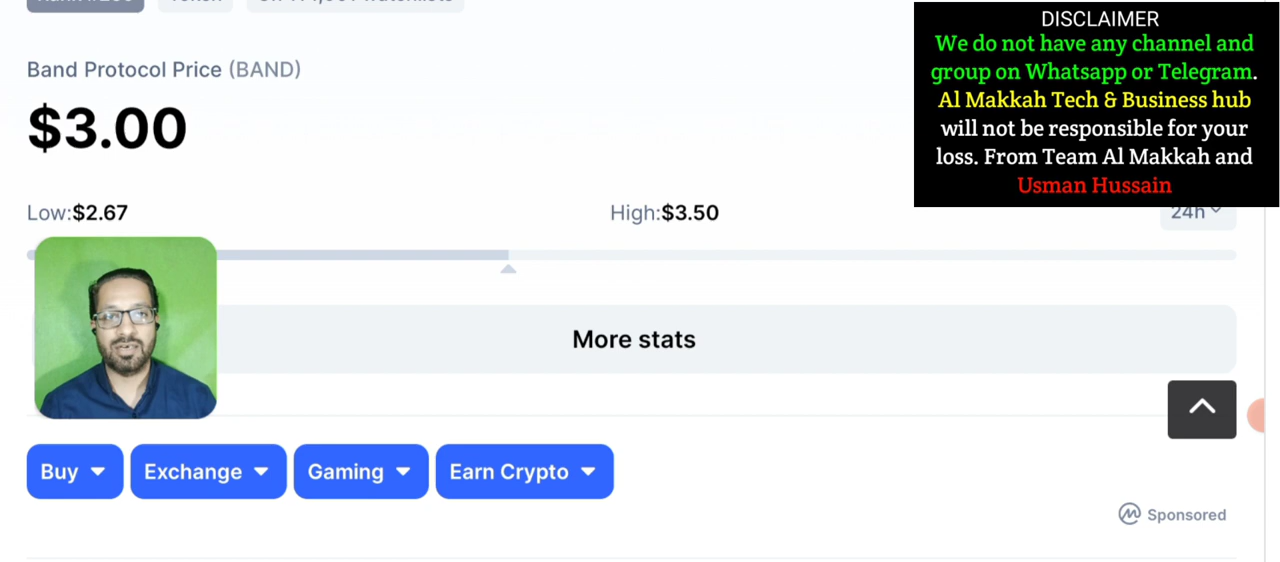 Token
DISCLAIMER
We do not have any channel and
group on Whatsapp or Telegram.
Al Makkah Tech & Business hub
will not be responsible for your
loss. From Team Al Makkah and
Usman Hussain
Band Protocol Price (BAND)
$3.00
Low:$2.67
High:$3.50
24h
More stats
Buy
Exchange
Gaming
Earn Crypto
Sponsored